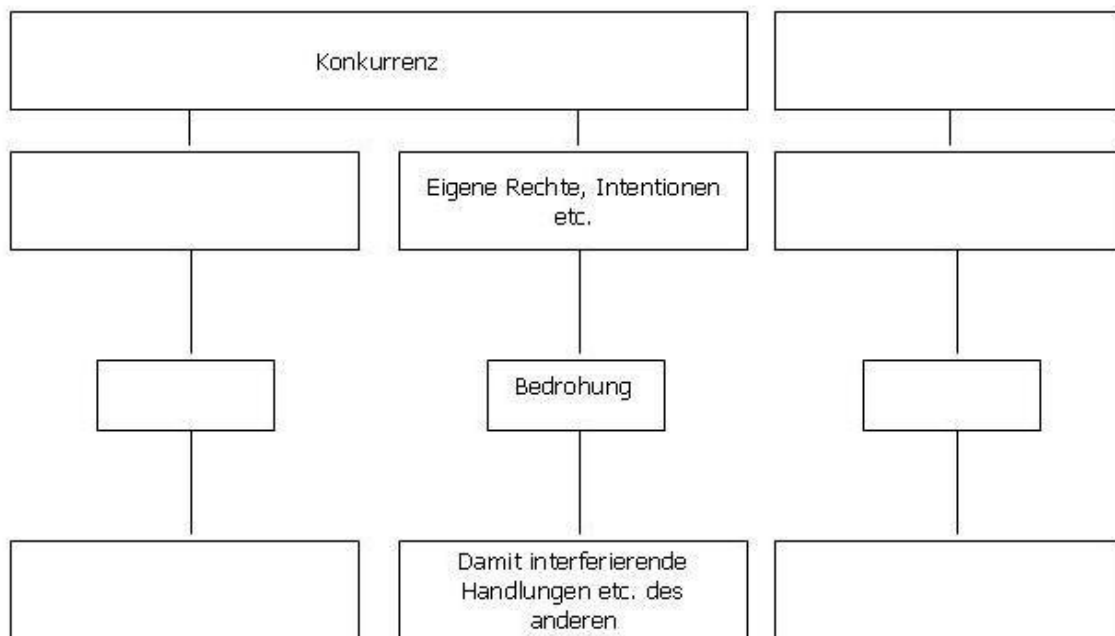 Konkurrenz
Eigene Rechte, Intentionen
etc.
Bedrohung
Damit interferierende
Handlungen etc. des
anderen